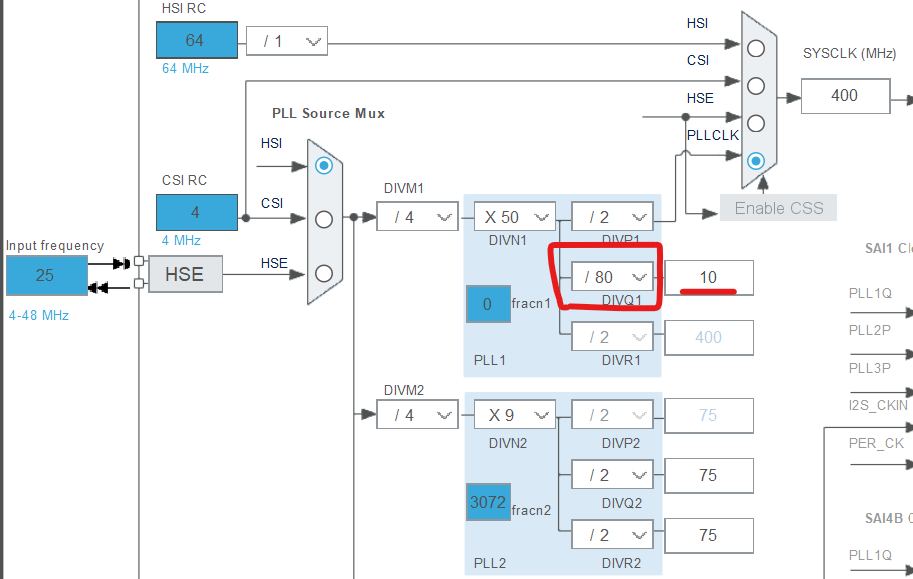 HSI RC
64
/ 1
64 MHz
HSI
CSI
HSE
PLLCLK
SYSCLK (MHz)
400
Enable CSS
PLL Source Mux
HSI
CSI
HSE
CSI RC
4
4 MHz
Input frequency
25
4-48 MHz
HSE
DIVM1
/ 4
X 50
DIVN1
/ 2
DIVP1
/ 80
DIVQ1
10
0
fracn1
/ 2
DIVR1
400
PLL1
DIVM2
/ 4
X 9
DIVN2
/ 2
DIVP2
75
/ 2
DIVQ2
75
3072
fracn2
/ 2
DIVR2
75
PLL2
PLL1Q
PLL2P
PLL3P
I2S_CKIN
PER_CK
PLL1Q